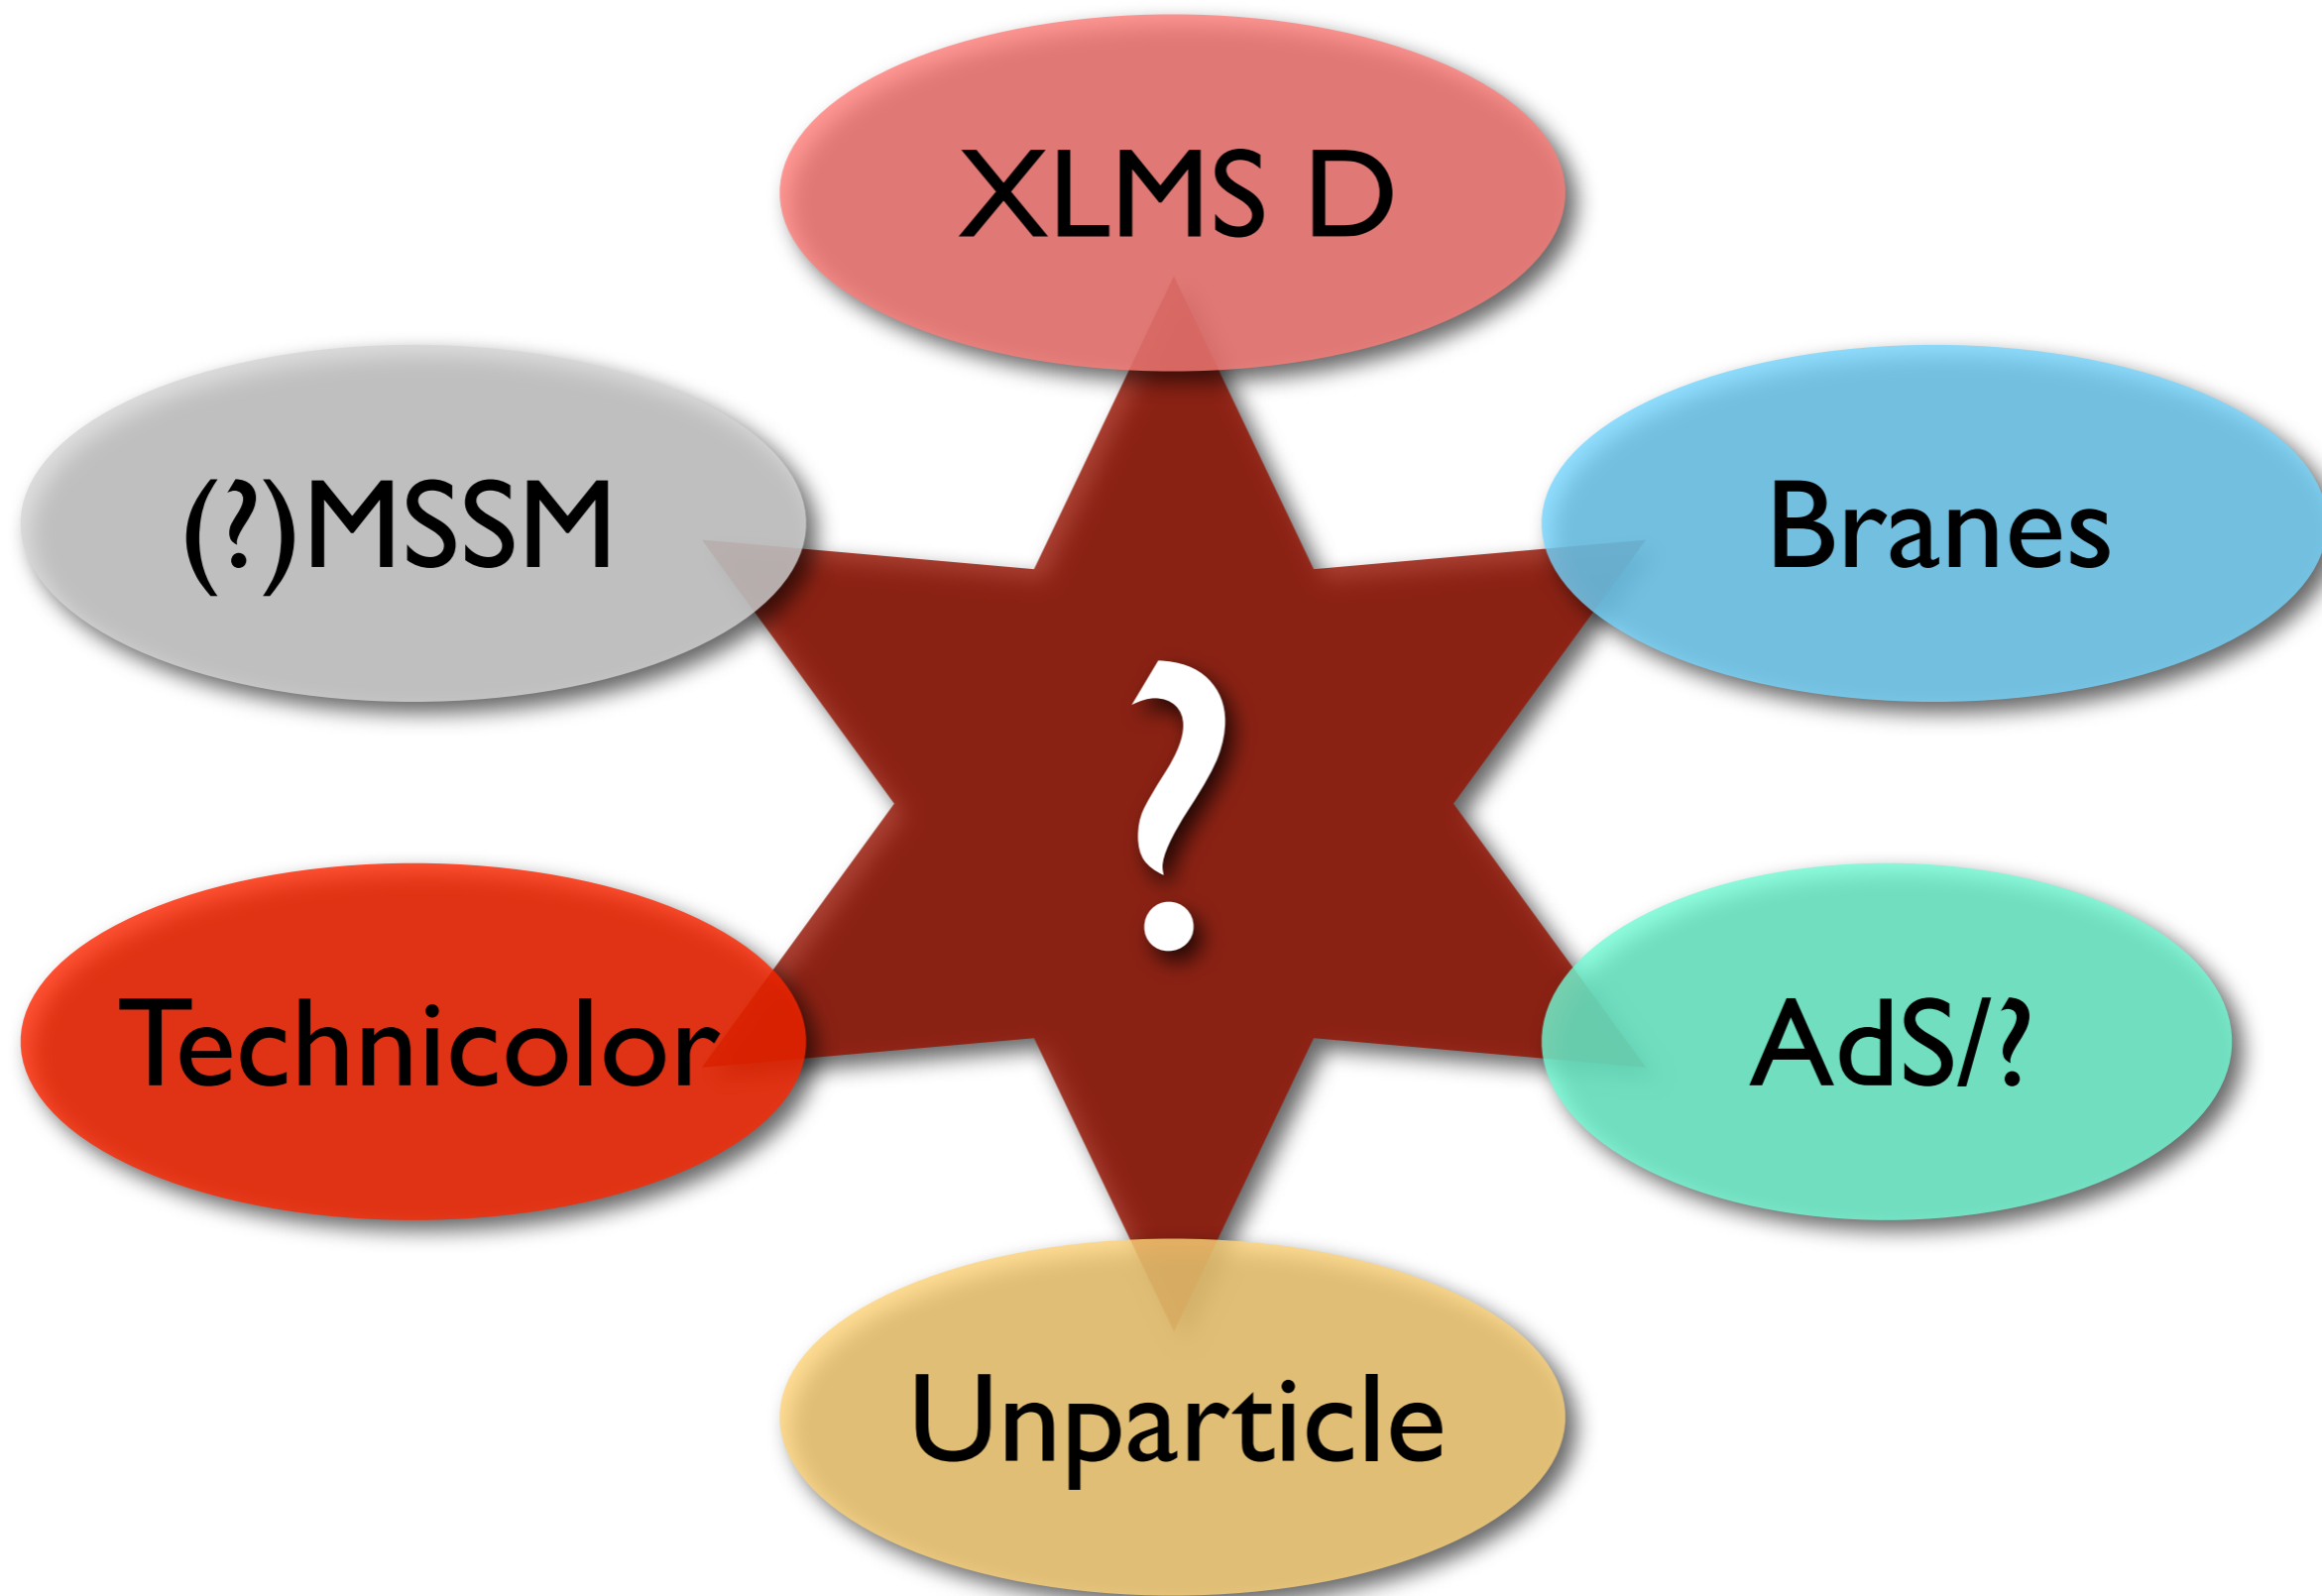 XLMS D
(?)MSSM
Branes
?
Technicolor
AdS/?
Unparticle